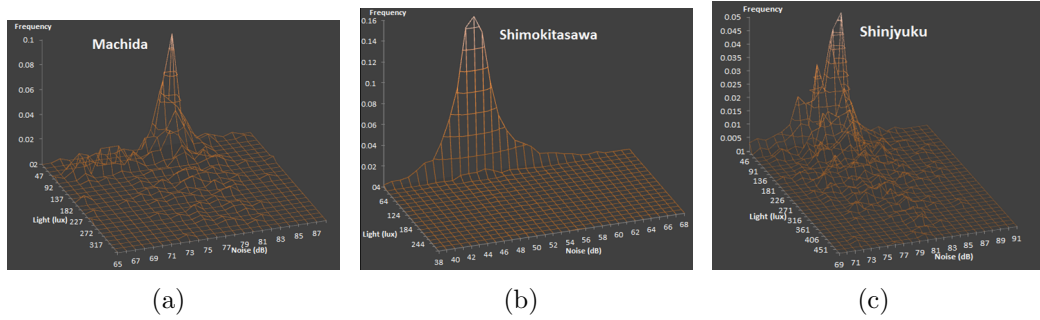 Frequency
Machida
0.1
0.08
0.06
0.04
0.02
02
47
92
137
182
227
272
317
Light (lux)
65 67 69 71 73 75 77 79 81 83 85 87
Noise (dB)
(a)
Frequency
Shimokitasawa
0.16
0.14
0.12
0.1
0.08
0.06
0.04
0.02
04
64
124
184
244
Light (lux)
38 40 42 44 46 48 50 52 54 56 58 60 62 64 66 68
Noise (dB)
(b)
Frequency
Shinjyuku
0.05
0.045
0.04
0.035
0.03
0.025
0.02
0.015
0.01
0.005
01
46
91
136
181
226
271
316
361
406
451
Light (lux)
69 71 73 75 77 79 81 83 85 87 89 91
Noise (dB)
(c)